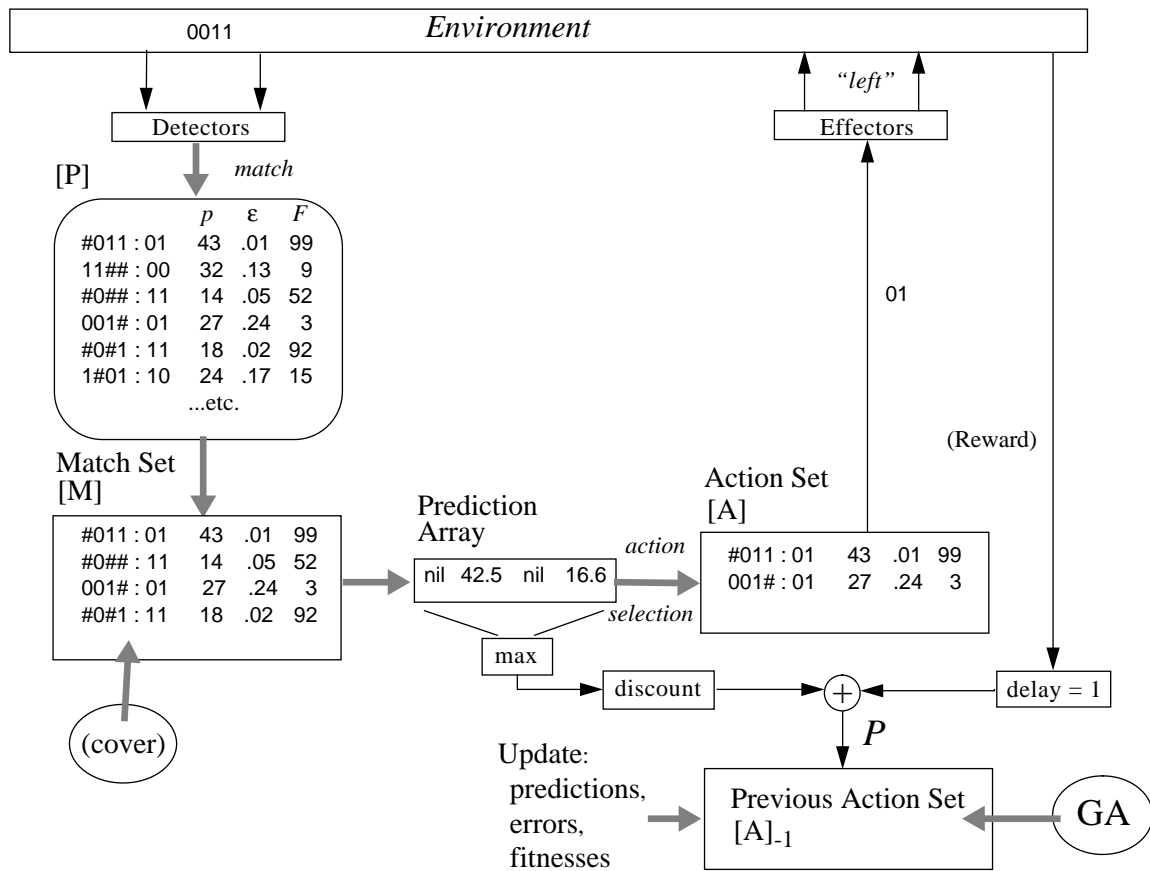 0011 Environment
"left"
Detectors
Effectors
match
[P]
p ε F
#011 : 01 43 .01 99
11## : 00 32 .13 9
#0## : 11 14 .05 52
001# : 01 27 .24 3
#0#1 : 11 18 .02 92
1#01 : 10 24 .17 15
...etc.
01
(Reward)
Match Set
[M]
#011 : 01 43 .01 99
#0## : 11 14 .05 52
001# : 01 27 .24 3
#0#1 : 11 18 .02 92
(cover)
Prediction
Array
nil 42.5 nil 16.6
action
selection
Action Set
[A]
#011 : 01 43 .01 99
001# : 01 27 .24 3
max
discount
+
delay = 1
P
Update:
predictions,
errors,
fitnesses
Previous Action Set
[A]-1
GA